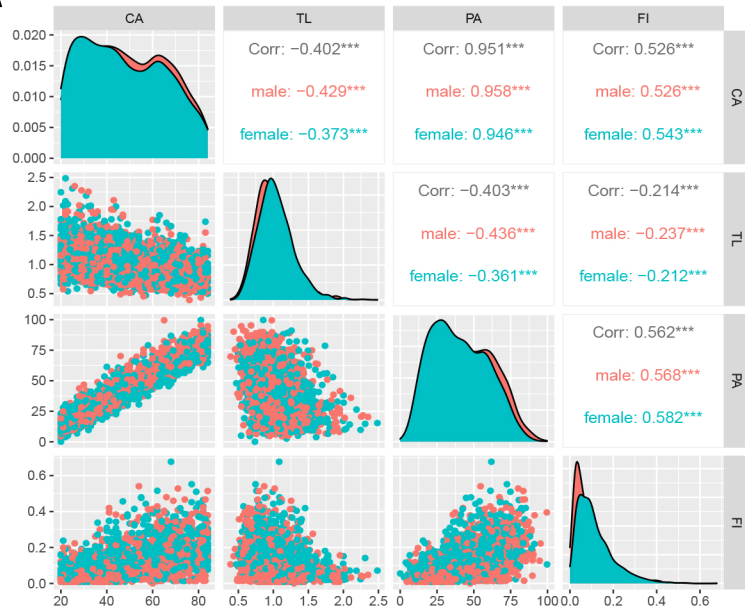 CA TL PA FI
0.020
0.015
0.010
0.005
0.000
Corr: −0.402***
male: −0.429***
female: −0.373***
Corr: 0.951***
male: 0.958***
female: 0.946***
Corr: 0.526***
male: 0.526***
female: 0.543***
CA
2.5
2.0
1.5
1.0
0.5
Corr: −0.403***
male: −0.436***
female: −0.361***
Corr: −0.214***
male: −0.237***
female: −0.212***
TL
100
75
50
25
0
Corr: 0.562***
male: 0.568***
female: 0.582***
PA
0.6
0.4
0.2
0.0
FI
20 40 60 80 0.5 1.0 1.5 2.0 2.5 0 25 50 75 100 0.0 0.2 0.4 0.6